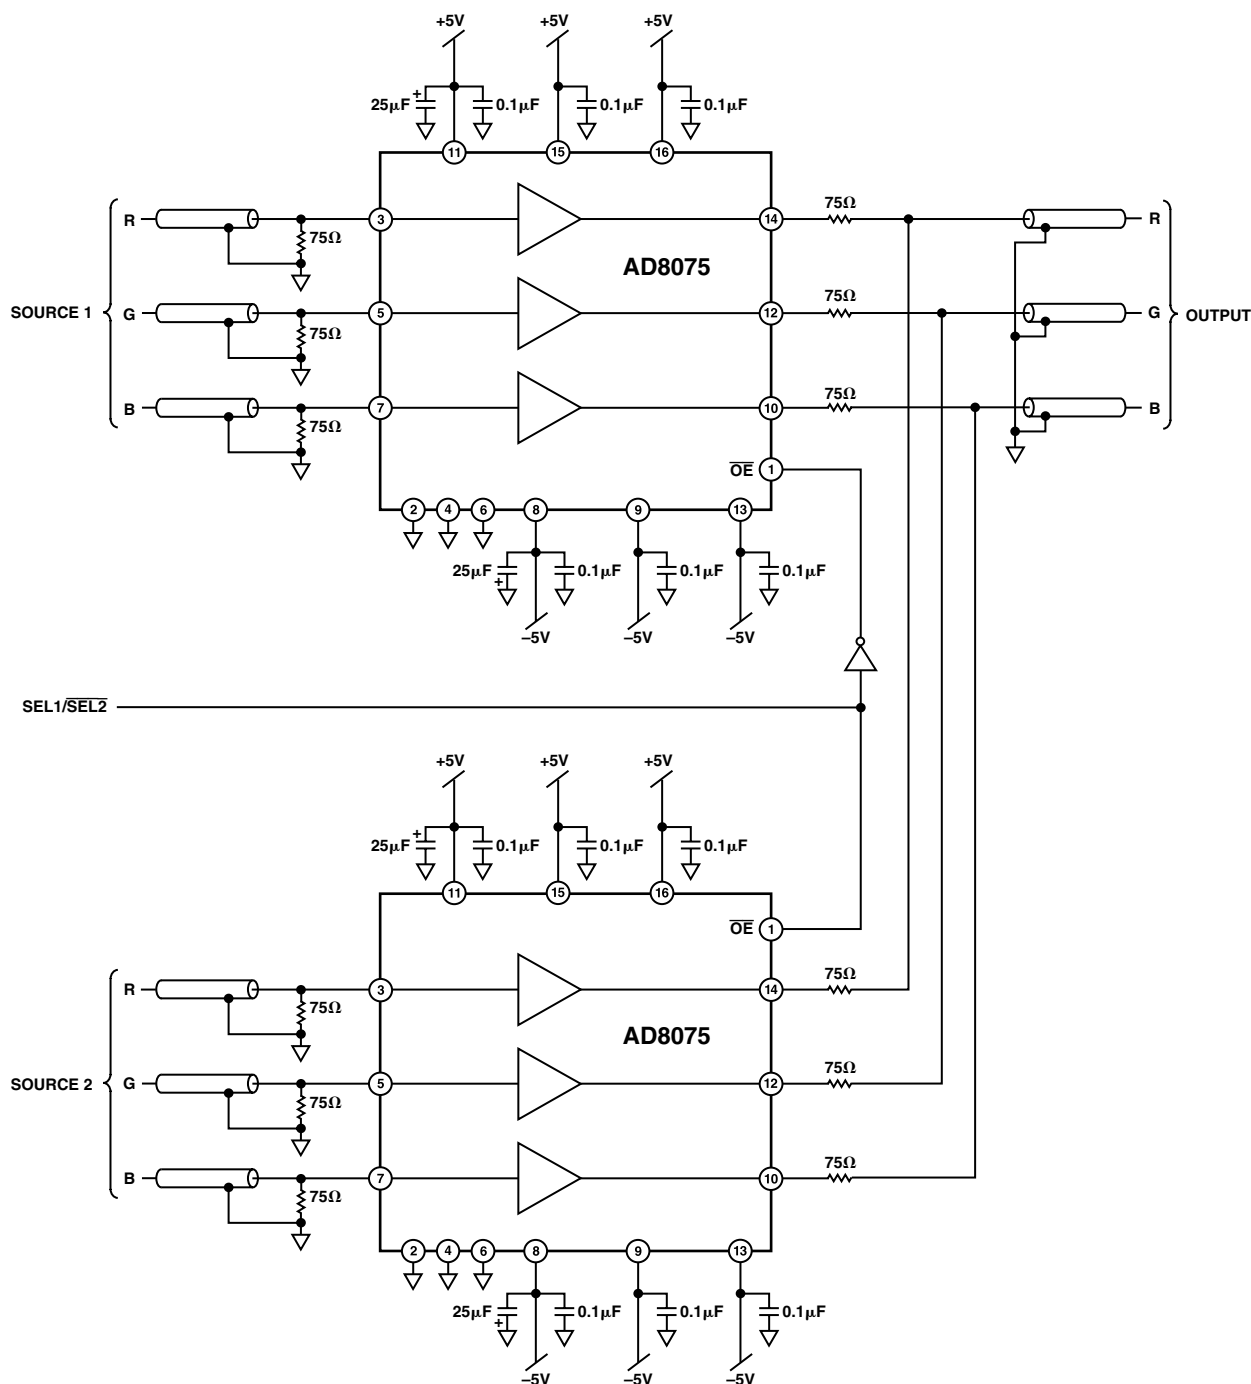 +5V +5V +5V
25µF + 0.1µF 0.1µF 0.1µF
11 15 16
R 3 14 75Ω R
75Ω
AD8075
SOURCE 1 G 5 12 75Ω G OUTPUT
75Ω
B 7 10 75Ω B
75Ω
OE 1
2 4 6 8 9 13
25µF + 0.1µF 0.1µF 0.1µF
–5V –5V –5V
SEL1/SEL2
+5V +5V +5V
25µF + 0.1µF 0.1µF 0.1µF
11 15 16
OE 1
R 3 14 75Ω
75Ω
AD8075
SOURCE 2 G 5 12 75Ω
75Ω
B 7 10 75Ω
75Ω
2 4 6 8 9 13
25µF + 0.1µF 0.1µF 0.1µF
–5V –5V –5V